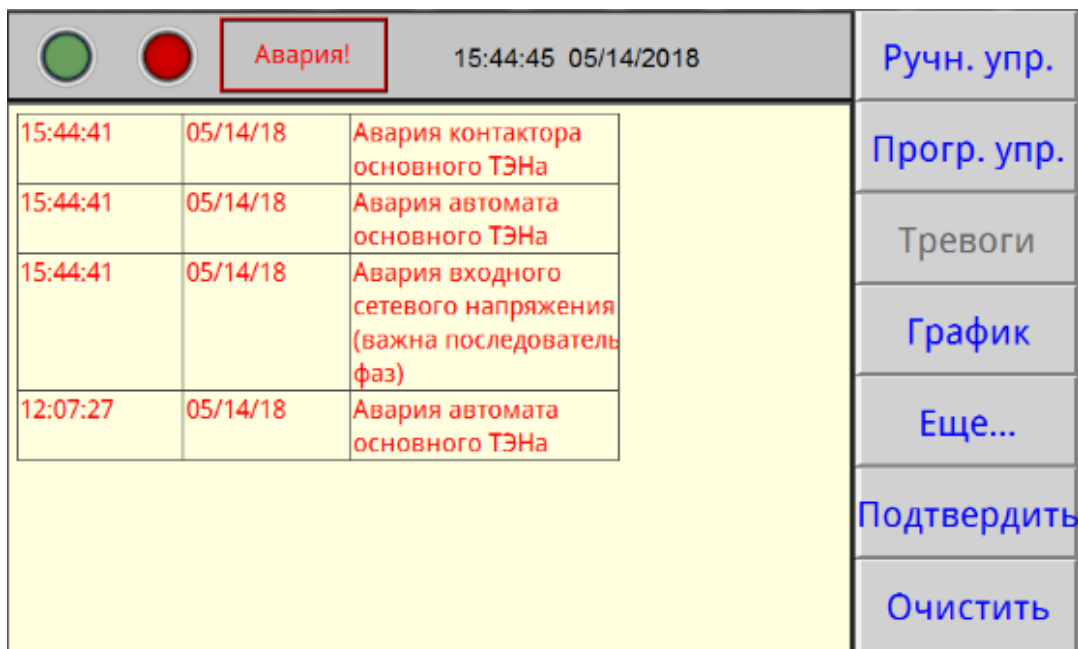 Авария!
15:44:45 05/14/2018
15:44:41 05/14/18 Авария контактора
основного ТЭНа
15:44:41 05/14/18 Авария автомата
основного ТЭНа
15:44:41 05/14/18 Авария входного
сетевого напряжения
(важна последователь
фаз)
12:07:27 05/14/18 Авария автомата
основного ТЭНа
Ручн. упр.
Прогр. упр.
Тревоги
График
Еще...
Подтвердить
Очистить